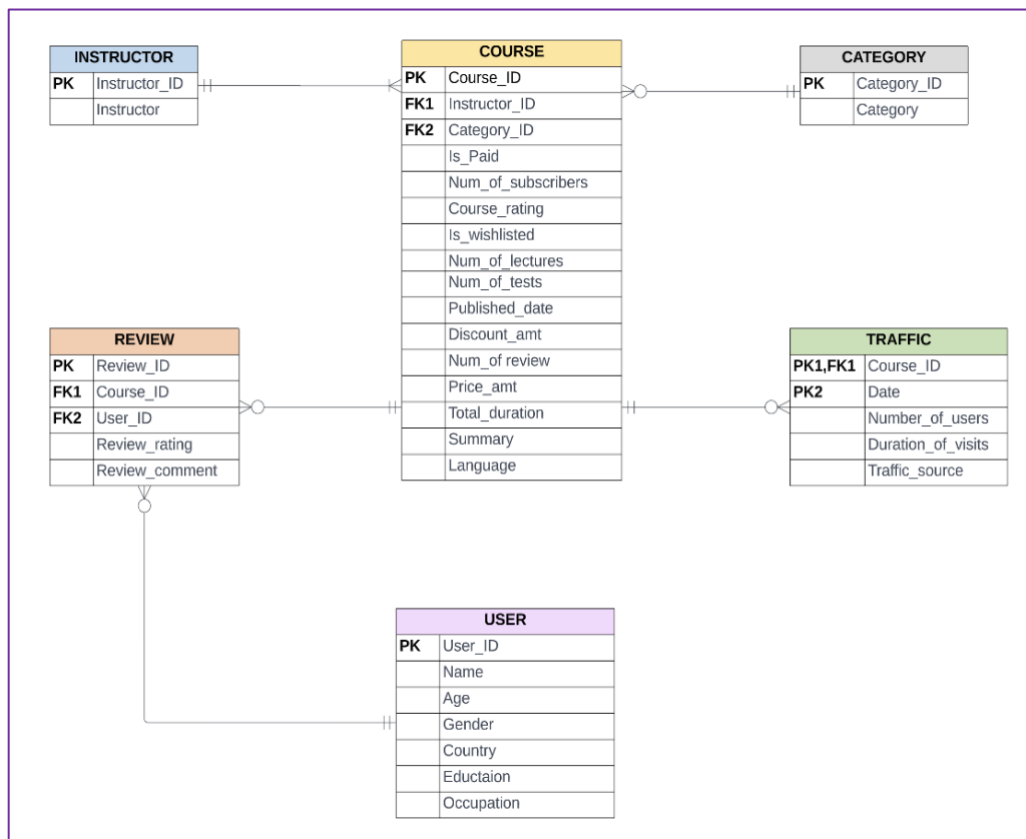 INSTRUCTOR
PK Instructor_ID
Instructor
COURSE
PK Course_ID
FK1 Instructor_ID
FK2 Category_ID
Is_Paid
Num_of_subscribers
Course_rating
Is_wishlisted
Num_of_lectures
Num_of_tests
Published_date
Discount_amt
Num_of review
Price_amt
Total_duration
Summary
Language
CATEGORY
PK Category_ID
Category
REVIEW
PK Review_ID
FK1 Course_ID
FK2 User_ID
Review_rating
Review_comment
TRAFFIC
PK1,FK1 Course_ID
PK2 Date
Number_of_users
Duration_of_visits
Traffic_source
USER
PK User_ID
Name
Age
Gender
Country
Eductaion
Occupation